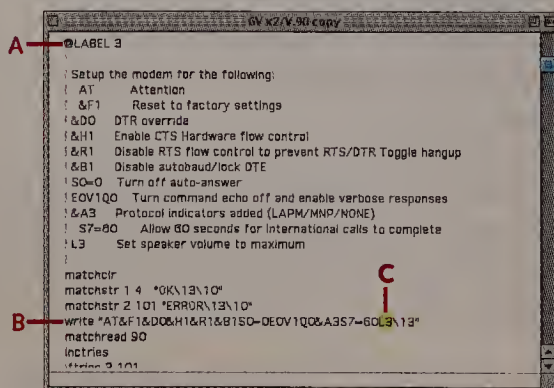 GV x2/V.90 copy
A
@LABEL 3
!
! Setup the modem for the following:
! AT Attention
! &F1 Reset to factory settings
! &D0 DTR override
! &H1 Enable CTS Hardware flow control
! &R1 Disable RTS flow control to prevent RTS/DTR Toggle hangup
! &B1 Disable autobaud/lock DTE
! S0=0 Turn off auto-answer
! E0V1Q0 Turn command echo off and enable verbose responses
! &A3 Protocol indicators added (LAPM/MNP/NONE)
! S7=60 Allow 60 seconds for International calls to complete
! L3 Set speaker volume to maximum
!
matchclr
C
matchstr 1 4 "OK\13\10"
matchstr 2 101 "ERROR\13\10"
B
write "AT&F1&D0&H1&R1&B1S0=0E0V1Q0&A3S7=60L3\13"
matchread 90
inctries
iftries 3 101